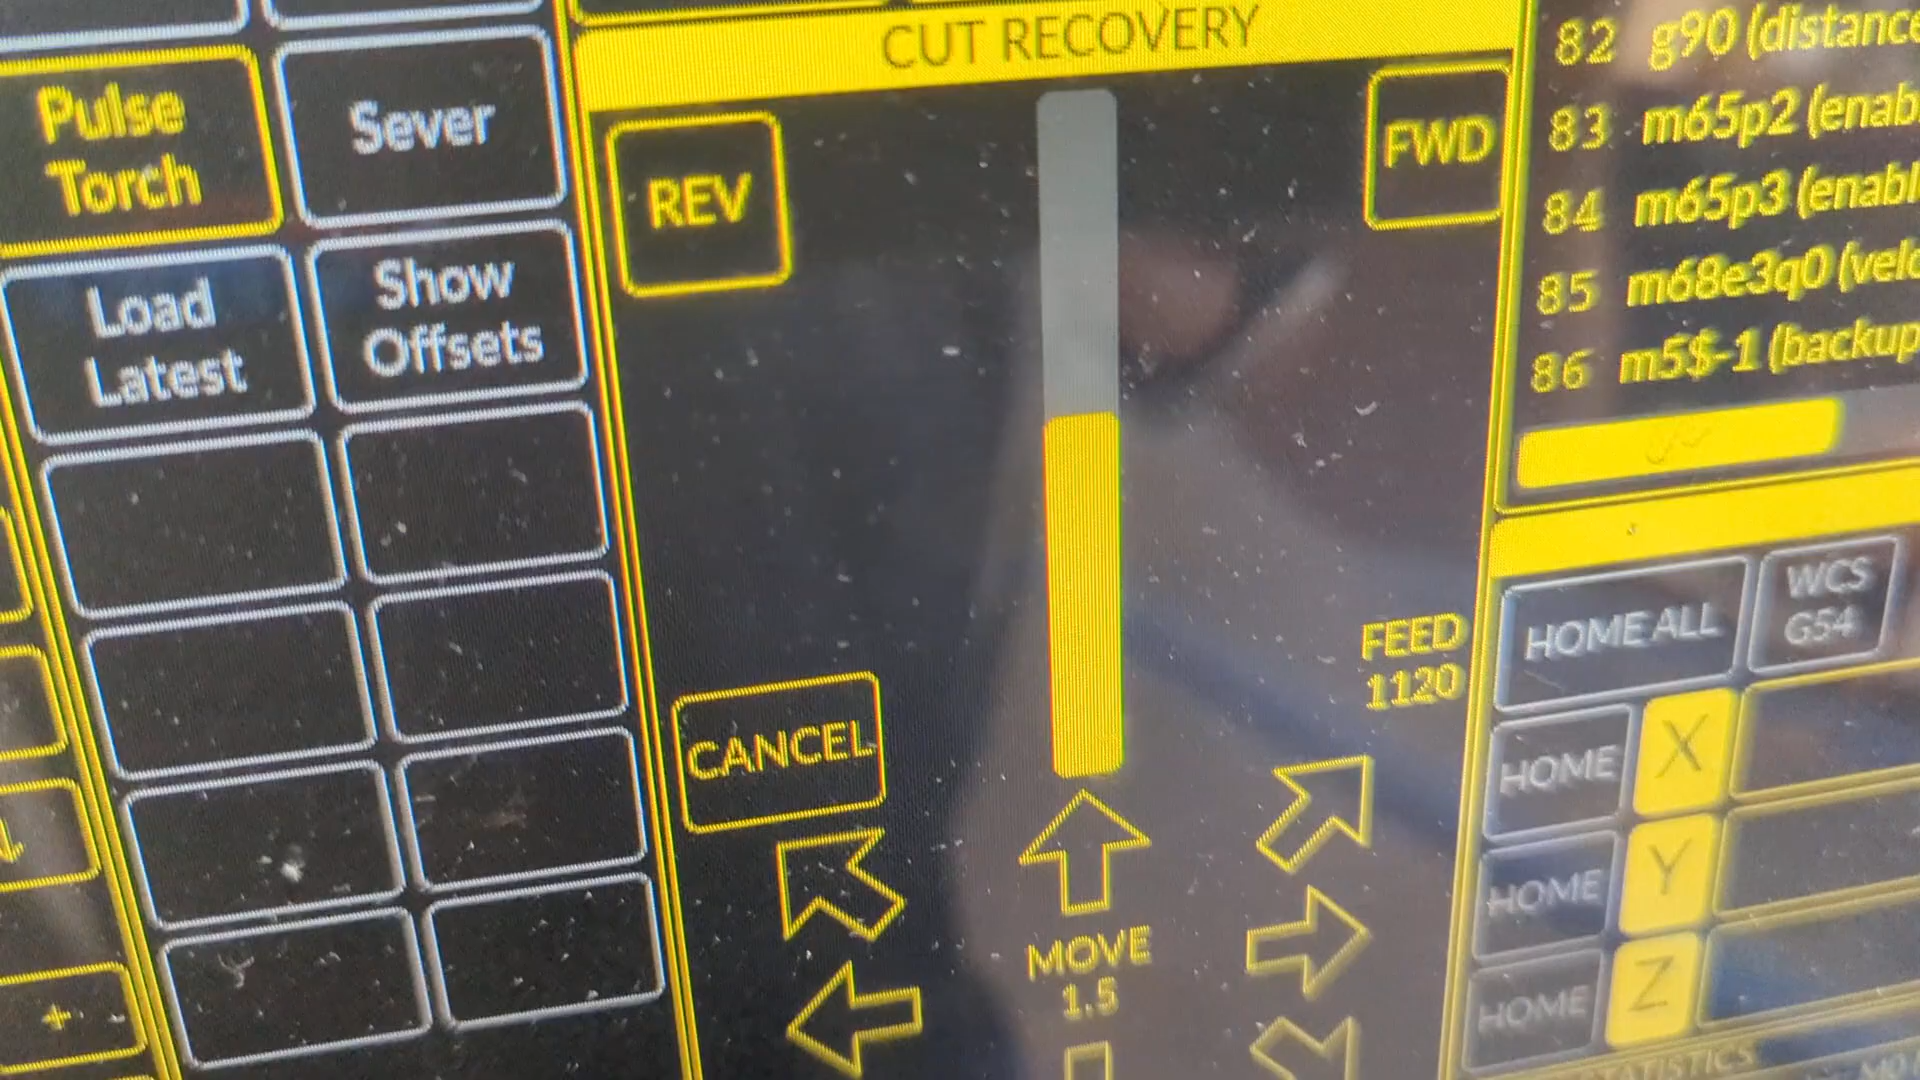 CUT RECOVERY
Pulse
Torch
Sever
Load
Latest
Show
Offsets
+
REV
FWD
CANCEL
FEED
1120
MOVE
1.5
82 g90 (distance
83 m65p2 (enab
84 m65p3 (enabl
85 m68e3q0 (velo
86 m5$-1 (backup
HOME ALL
WCS
G54
HOME X
HOME Y
HOME Z
STATISTICS